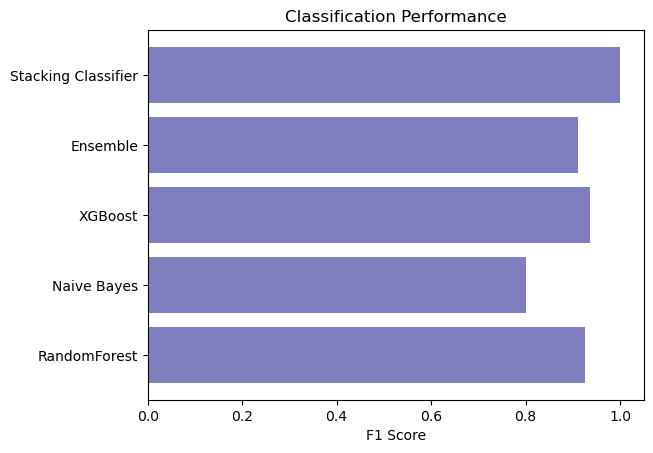 Classification Performance
Stacking Classifier
Ensemble
XGBoost
Naive Bayes
RandomForest
0.0 0.2 0.4 0.6 0.8 1.0
F1 Score